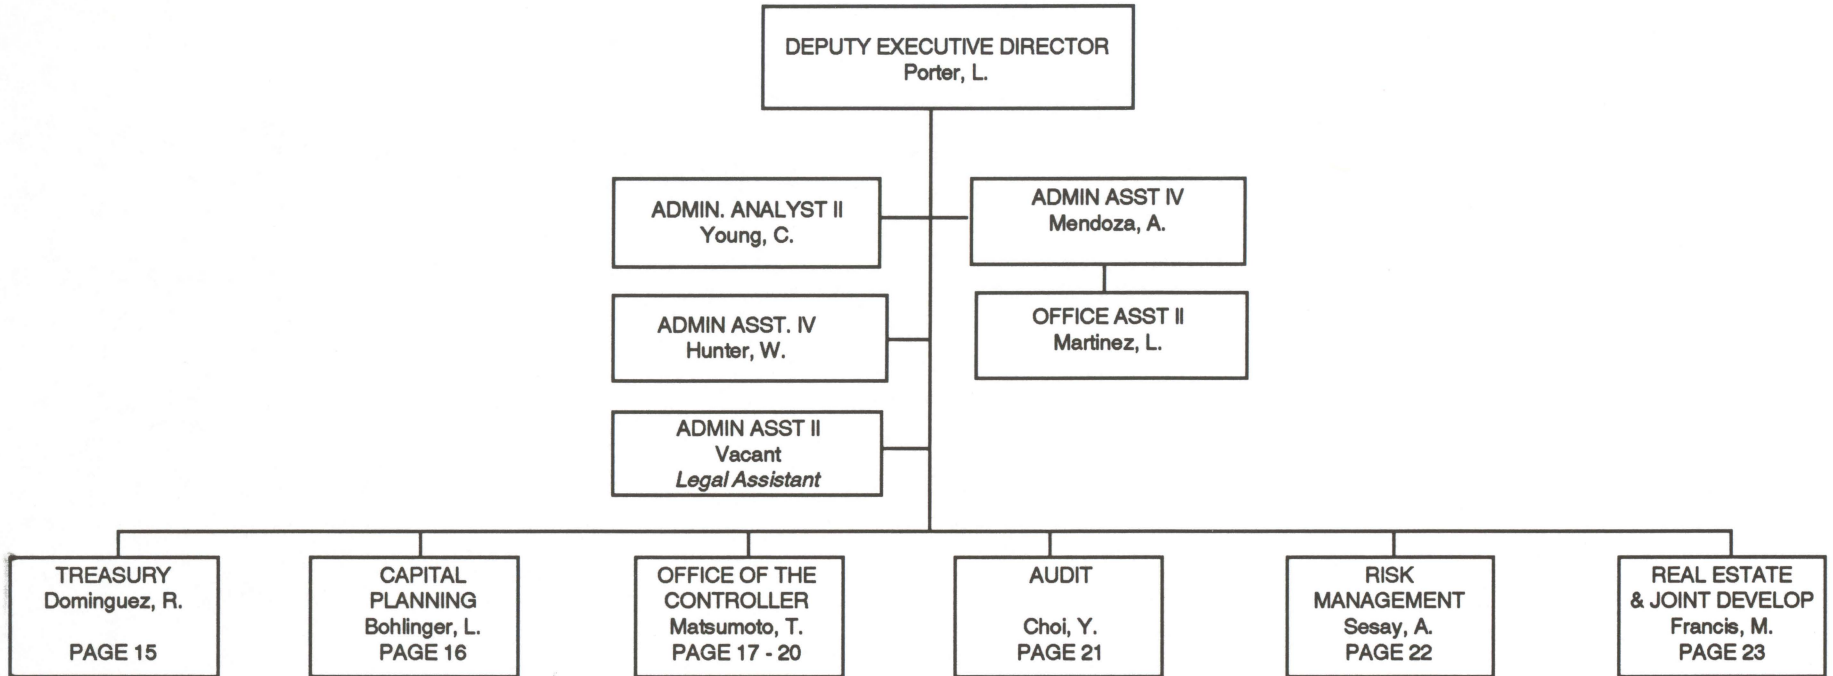 DEPUTY EXECUTIVE DIRECTOR
Porter, L.
ADMIN. ANALYST II
Young, C.
ADMIN ASST IV
Mendoza, A.
ADMIN ASST. IV
Hunter, W.
OFFICE ASST II
Martinez, L.
ADMIN ASST II
Vacant
Legal Assistant
TREASURY
Dominguez, R.
PAGE 15
CAPITAL
PLANNING
Bohlinger, L.
PAGE 16
OFFICE OF THE
CONTROLLER
Matsumoto, T.
PAGE 17 - 20
AUDIT
Choi, Y.
PAGE 21
RISK
MANAGEMENT
Sesay, A.
PAGE 22
REAL ESTATE
& JOINT DEVELOP
Francis, M.
PAGE 23